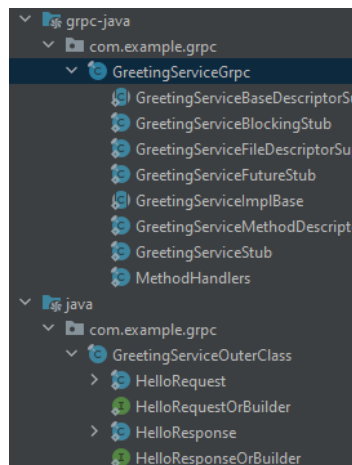 grpc-java
com.example.grpc
GreetingServiceGrpc
GreetingServiceBaseDescriptorSu
GreetingServiceBlockingStub
GreetingServiceFileDescriptorSu
GreetingServiceFutureStub
GreetingServiceImplBase
GreetingServiceMethodDescript
GreetingServiceStub
MethodHandlers
java
com.example.grpc
GreetingServiceOuterClass
HelloRequest
HelloRequestOrBuilder
HelloResponse
HelloResponseOrBuilder